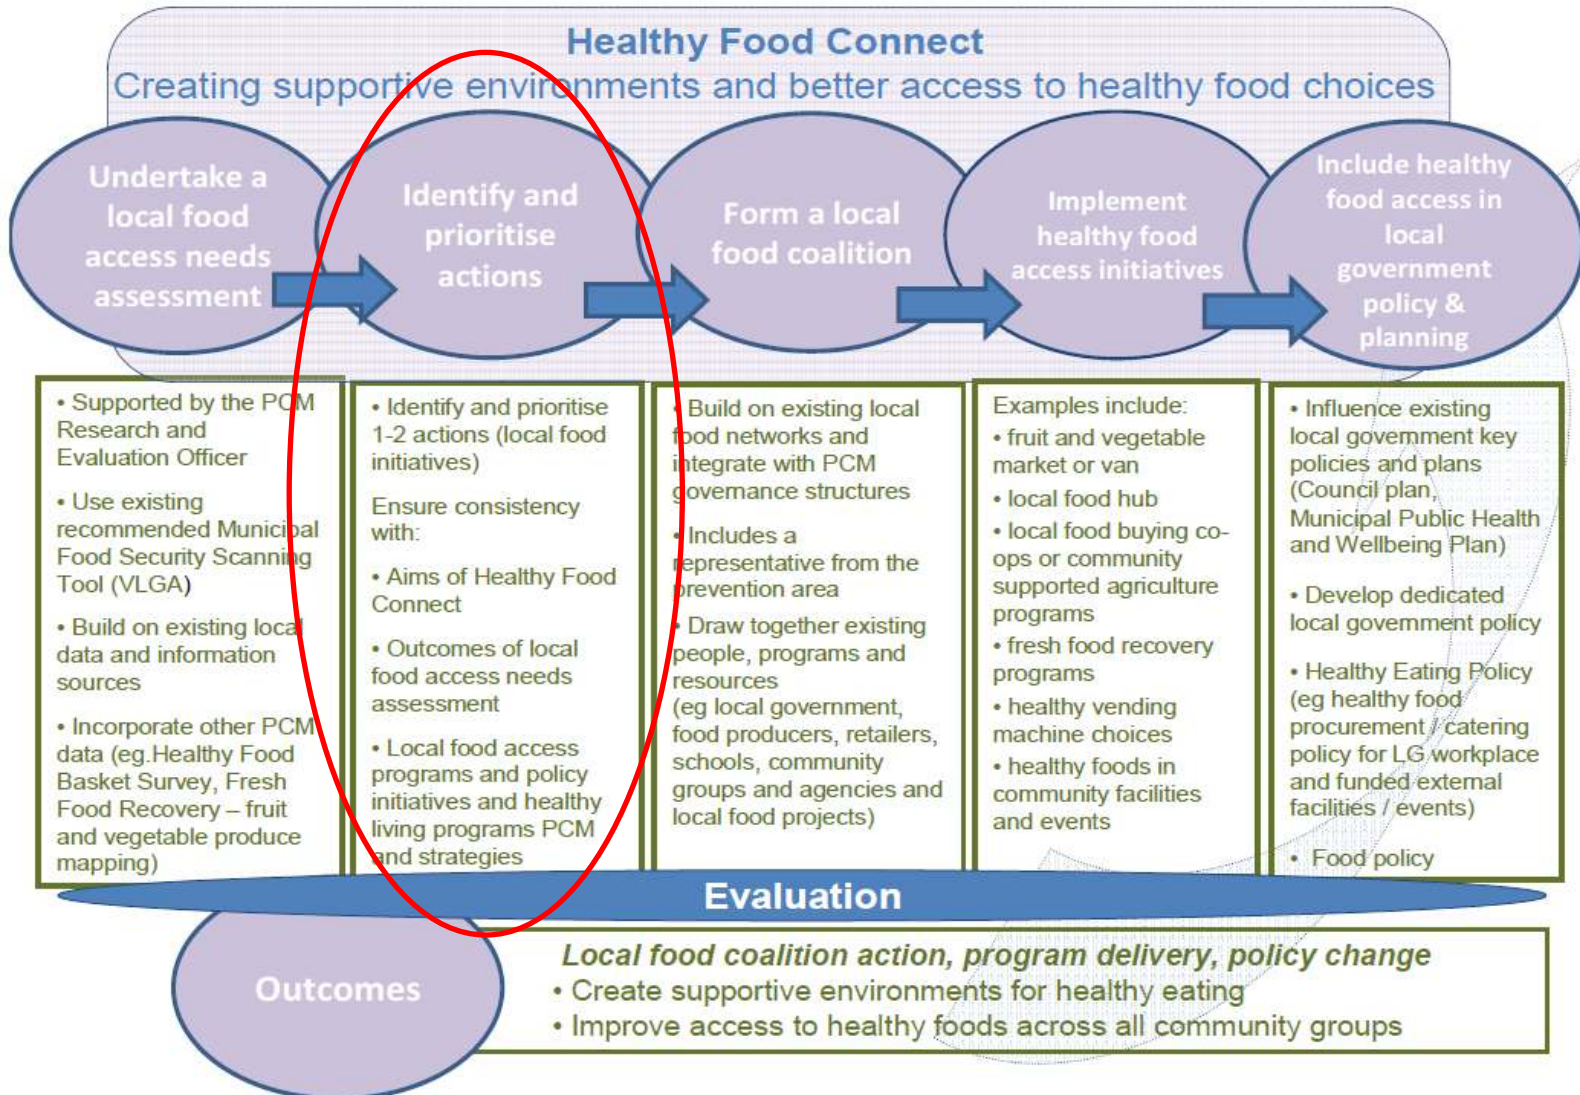 Healthy Food Connect
Creating supportive environments and better access to healthy food choices
Undertake a
local food
access needs
assessment
Identify and
prioritise
actions
Form a local
food coalition
Implement
healthy food
access initiatives
Include healthy
food access in
local
government
policy &
planning
• Supported by the PCM
Research and
Evaluation Officer
• Use existing
recommended Municipal
Food Security Scanning
Tool (VLGA)
• Build on existing local
data and information
sources
• Incorporate other PCM
data (eg.Healthy Food
Basket Survey, Fresh
Food Recovery – fruit
and vegetable produce
mapping)
• Identify and prioritise
1-2 actions (local food
initiatives)
Ensure consistency
with:
• Aims of Healthy Food
Connect
• Outcomes of local
food access needs
assessment
• Local food access
programs and policy
initiatives and healthy
living programs PCM
and strategies
• Build on existing local
food networks and
integrate with PCM
governance structures
• Includes a
representative from the
prevention area
• Draw together existing
people, programs and
resources
(eg local government,
food producers, retailers,
schools, community
groups and agencies and
local food projects)
Examples include:
• fruit and vegetable
market or van
• local food hub
• local food buying co-
ops or community
supported agriculture
programs
• fresh food recovery
programs
• healthy vending
machine choices
• healthy foods in
community facilities
and events
• Influence existing
local government key
policies and plans
(Council plan,
Municipal Public Health
and Wellbeing Plan)
• Develop dedicated
local government policy
• Healthy Eating Policy
(eg healthy food
procurement / catering
policy for LG workplace
and funded external
facilities / events)
• Food policy
Evaluation
Outcomes
Local food coalition action, program delivery, policy change
• Create supportive environments for healthy eating
• Improve access to healthy foods across all community groups